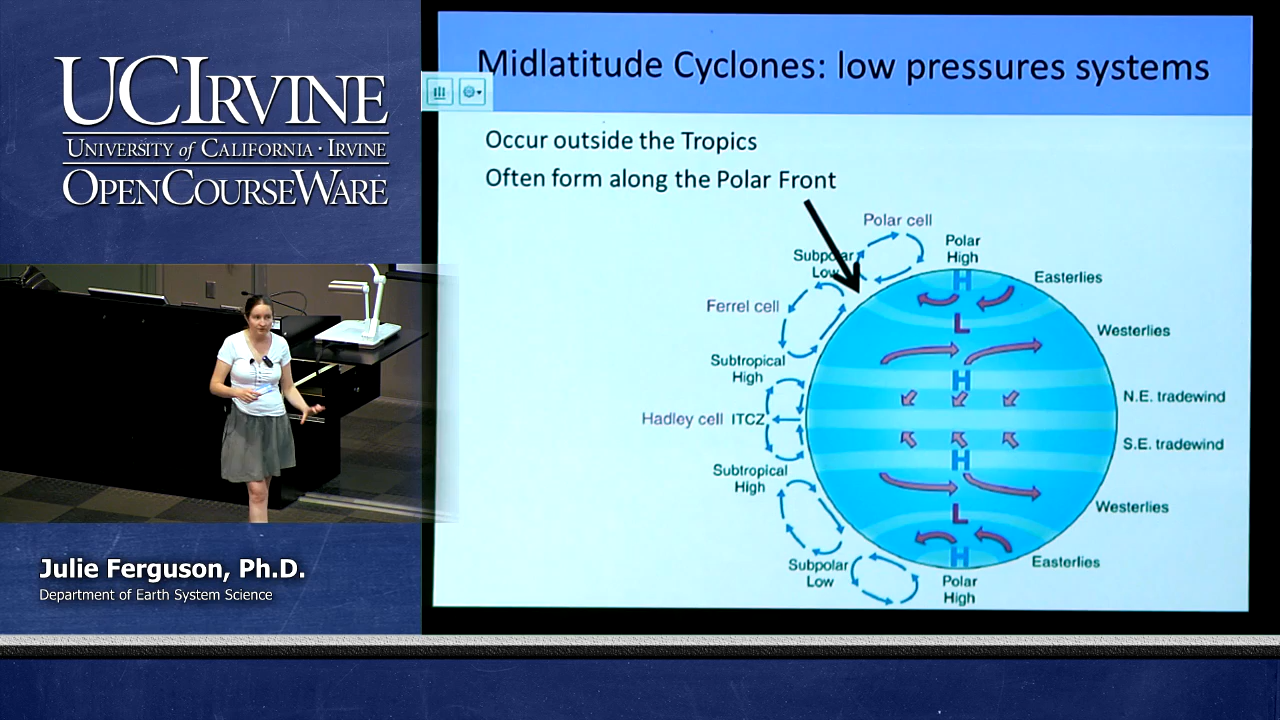 UCIRVINE
UNIVERSITY of CALIFORNIA · IRVINE
OPENCOURSEWARE
Julie Ferguson, Ph.D.
Department of Earth System Science
Midlatitude Cyclones: low pressures systems
Occur outside the Tropics
Often form along the Polar Front
Polar cell
Polar
High
Subpolar
Low
H
Easterlies
Ferrel cell
L
Westerlies
Subtropical
High
H
N.E. tradewind
Hadley cell ITCZ
S.E. tradewind
H
Subtropical
High
Westerlies
L
Subpolar
Low
H
Easterlies
Polar
High